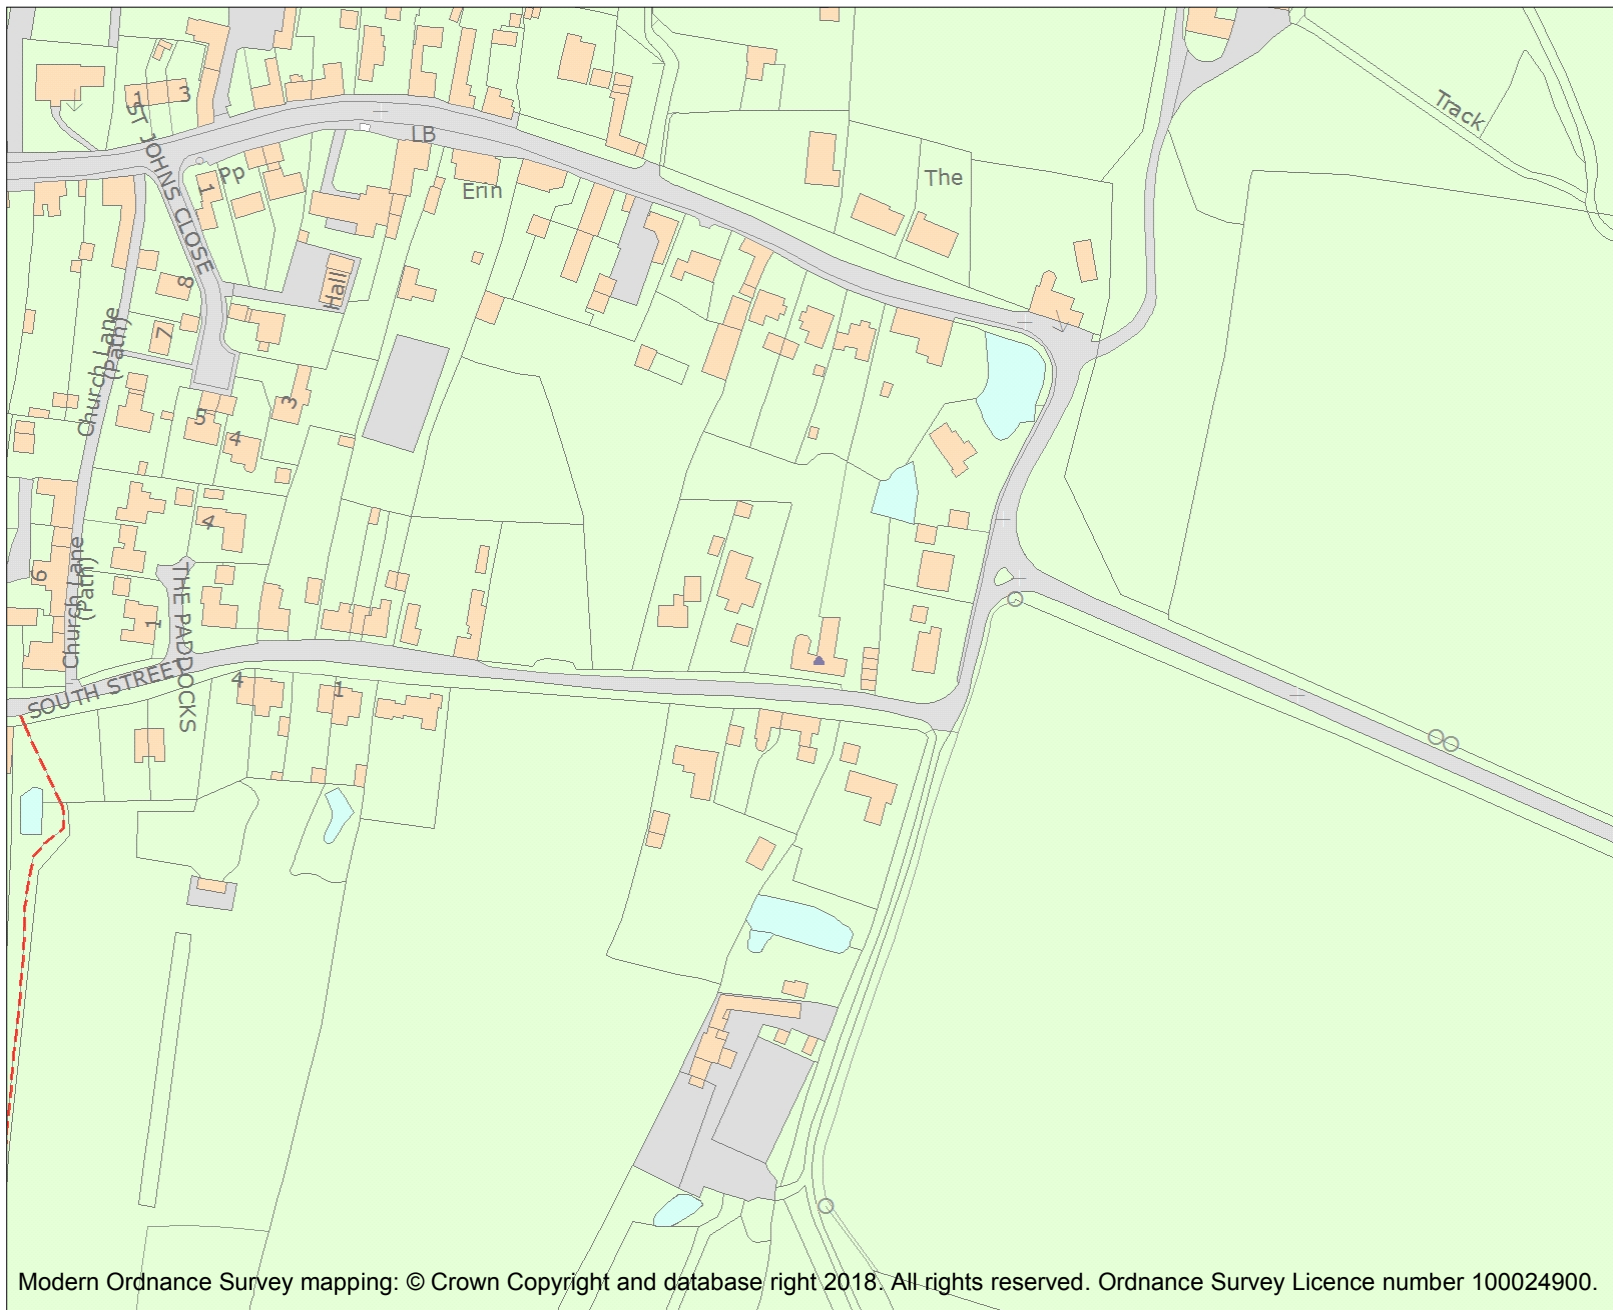 Track
1
3
ST JOHNS CLOSE
LB
Pp
1
Erin
The
8
Hall
7
Church Lane
(Path)
3
5
4
4
6
Church Lane
(Path)
THE PADDOCKS
1
SOUTH STREET
4
1
Modern Ordnance Survey mapping: © Crown Copyright and database right 2018. All rights reserved. Ordnance Survey Licence number 100024900.